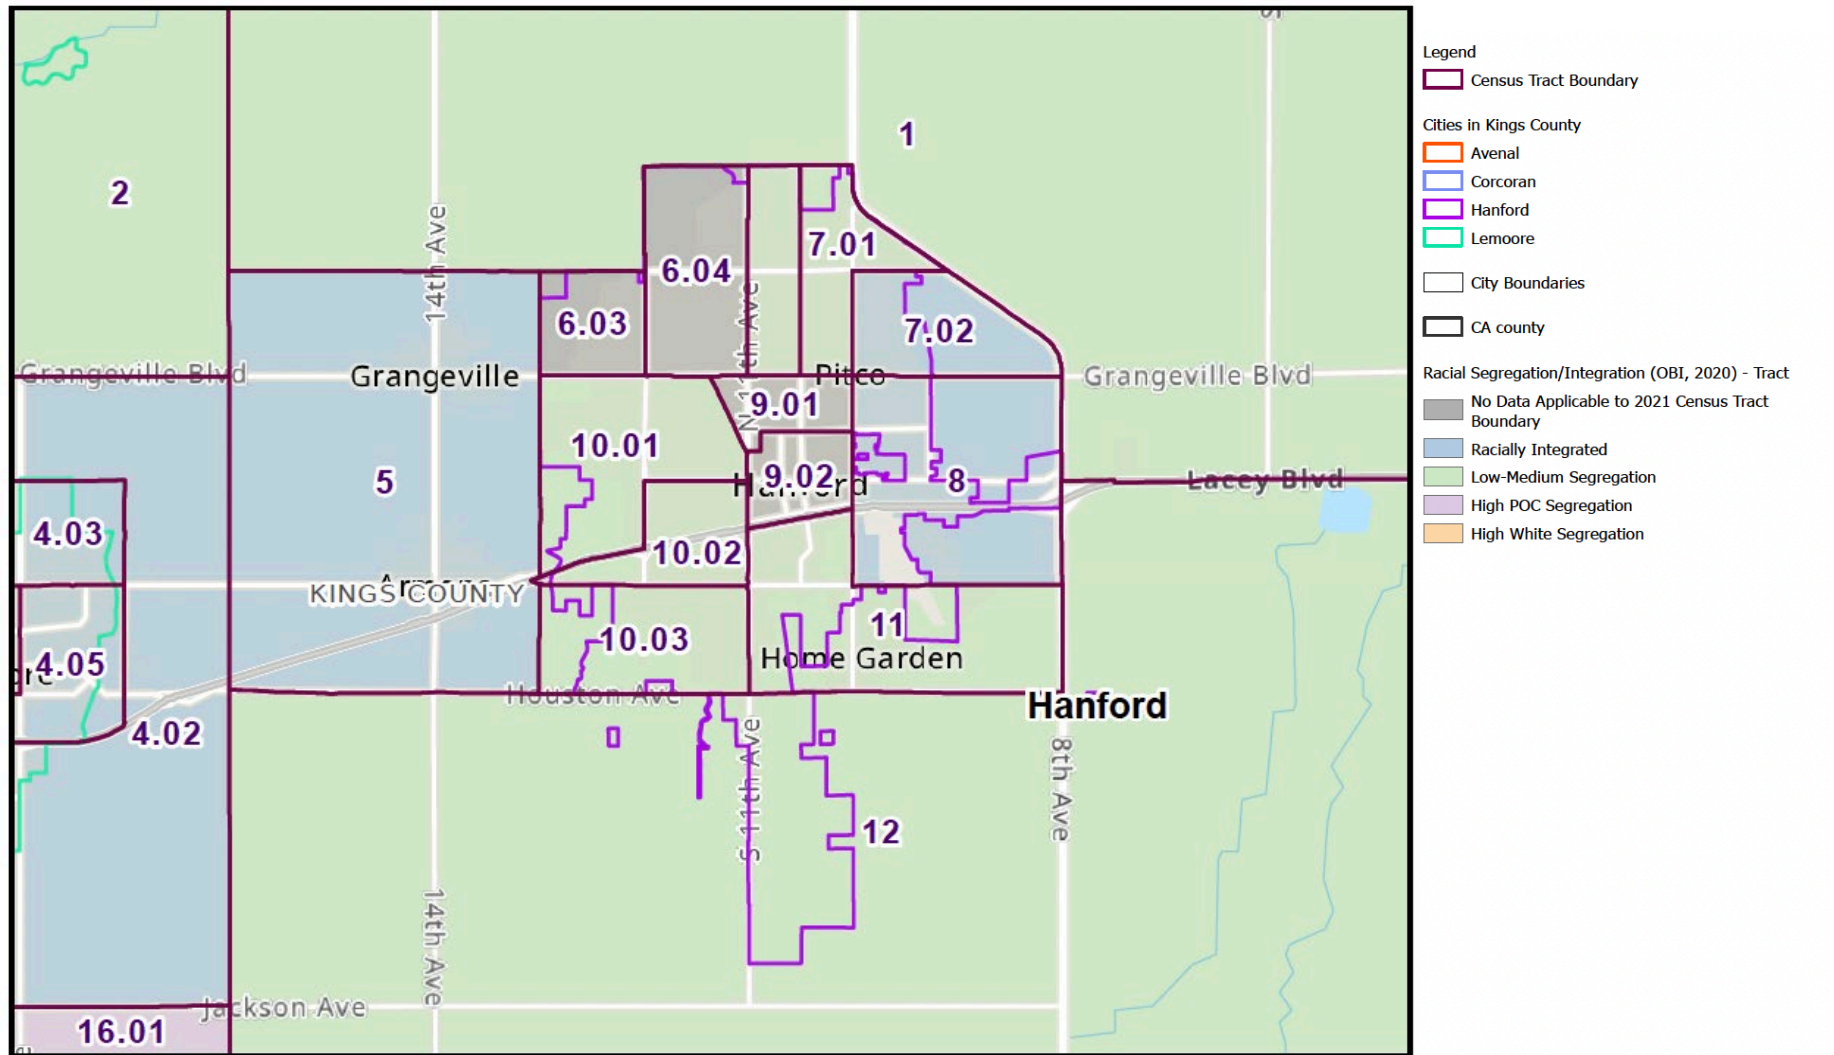 1
2
14th Ave
7.01
6.04
N 11th Ave
6.03
7.02
Grangeville Blvd
Grangeville
Pitco
Grangeville Blvd
9.01
10.01
5
9.02
Hanford
8
Lacey Blvd
4.03
10.02
Armona
KINGS COUNTY
11
10.03
4.05
Home Garden
Houston Ave
Hanford
4.02
S 11th Ave
8th Ave
12
14th Ave
Jackson Ave
16.01
Legend
Census Tract Boundary
Cities in Kings County
Avenal
Corcoran
Hanford
Lemoore
City Boundaries
CA county
Racial Segregation/Integration (OBI, 2020) - Tract
No Data Applicable to 2021 Census Tract
Boundary
Racially Integrated
Low-Medium Segregation
High POC Segregation
High White Segregation